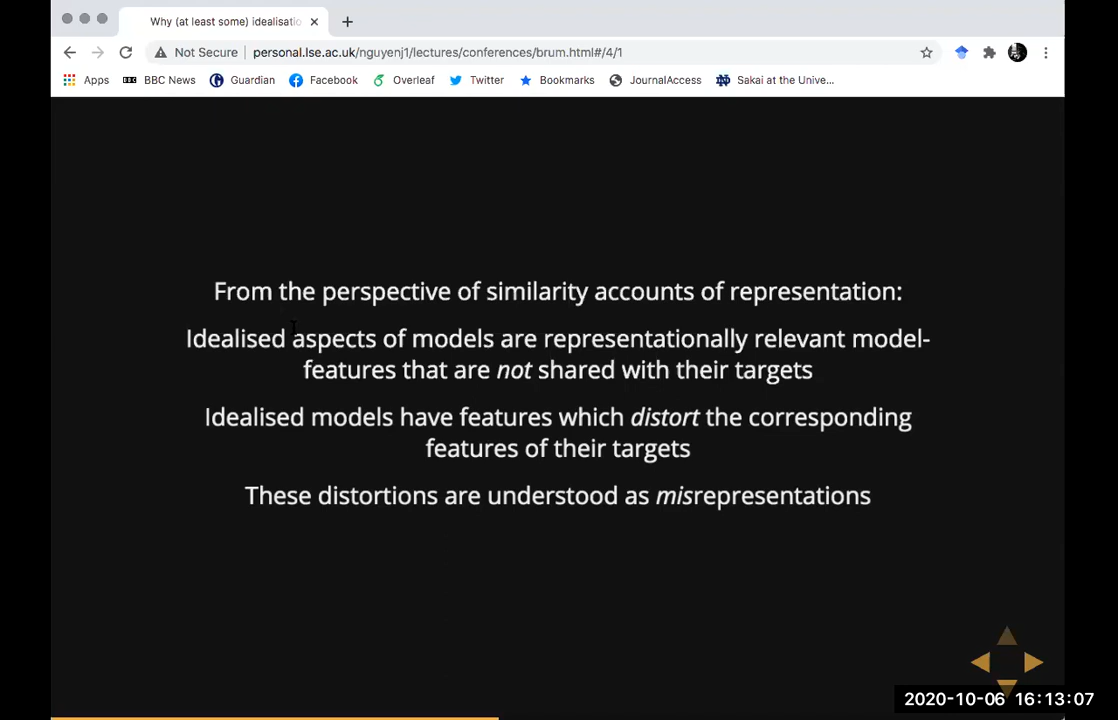 Why (at least some) idealisatio
Not Secure personal.lse.ac.uk/nguyenj1/lectures/conferences/brum.html#/4/1
Apps BBC News Guardian Facebook Overleaf Twitter Bookmarks JournalAccess Sakai at the Unive...
From the perspective of similarity accounts of representation:
Idealised aspects of models are representationally relevant model-
features that are not shared with their targets
Idealised models have features which distort the corresponding
features of their targets
These distortions are understood as misrepresentations
2020-10-06 16:13:07